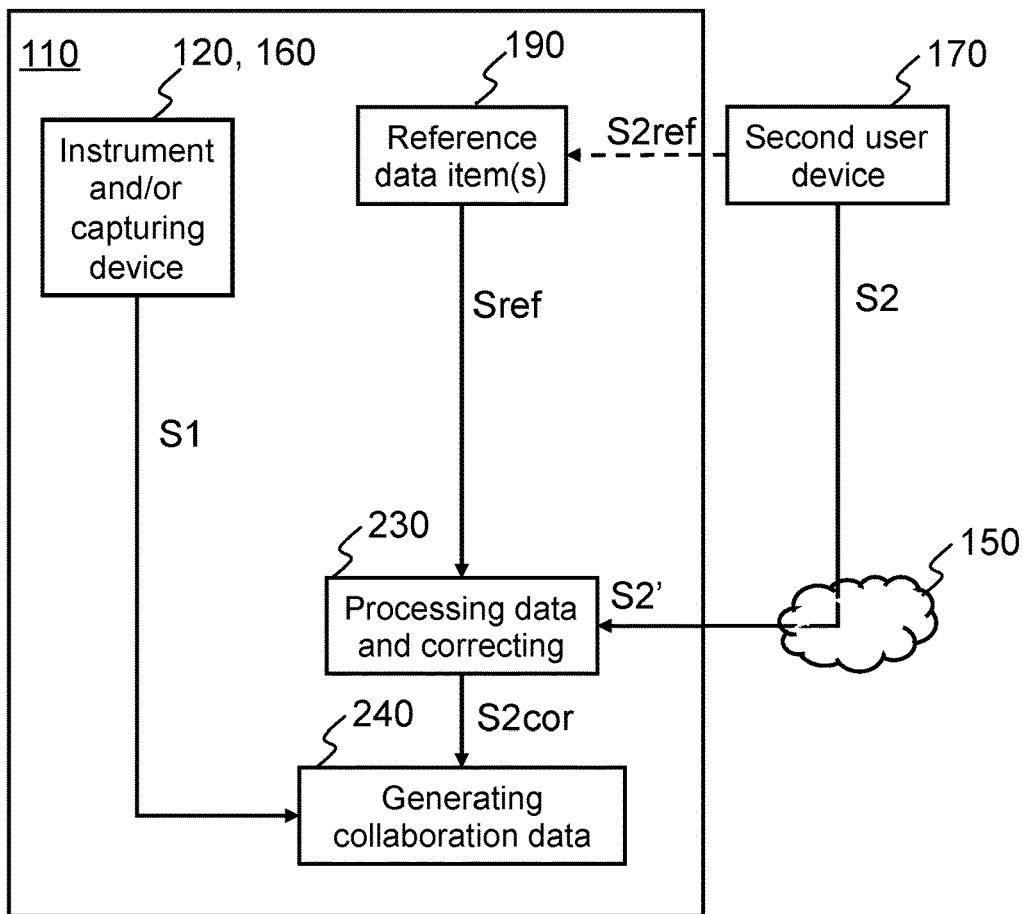 110
120, 160
190
170
Instrument
and/or
capturing
device
Reference
data item(s)
S2ref
Second user
device
Sref
S2
S1
230
150
Processing data
and correcting
S2’
240
S2cor
Generating
collaboration data